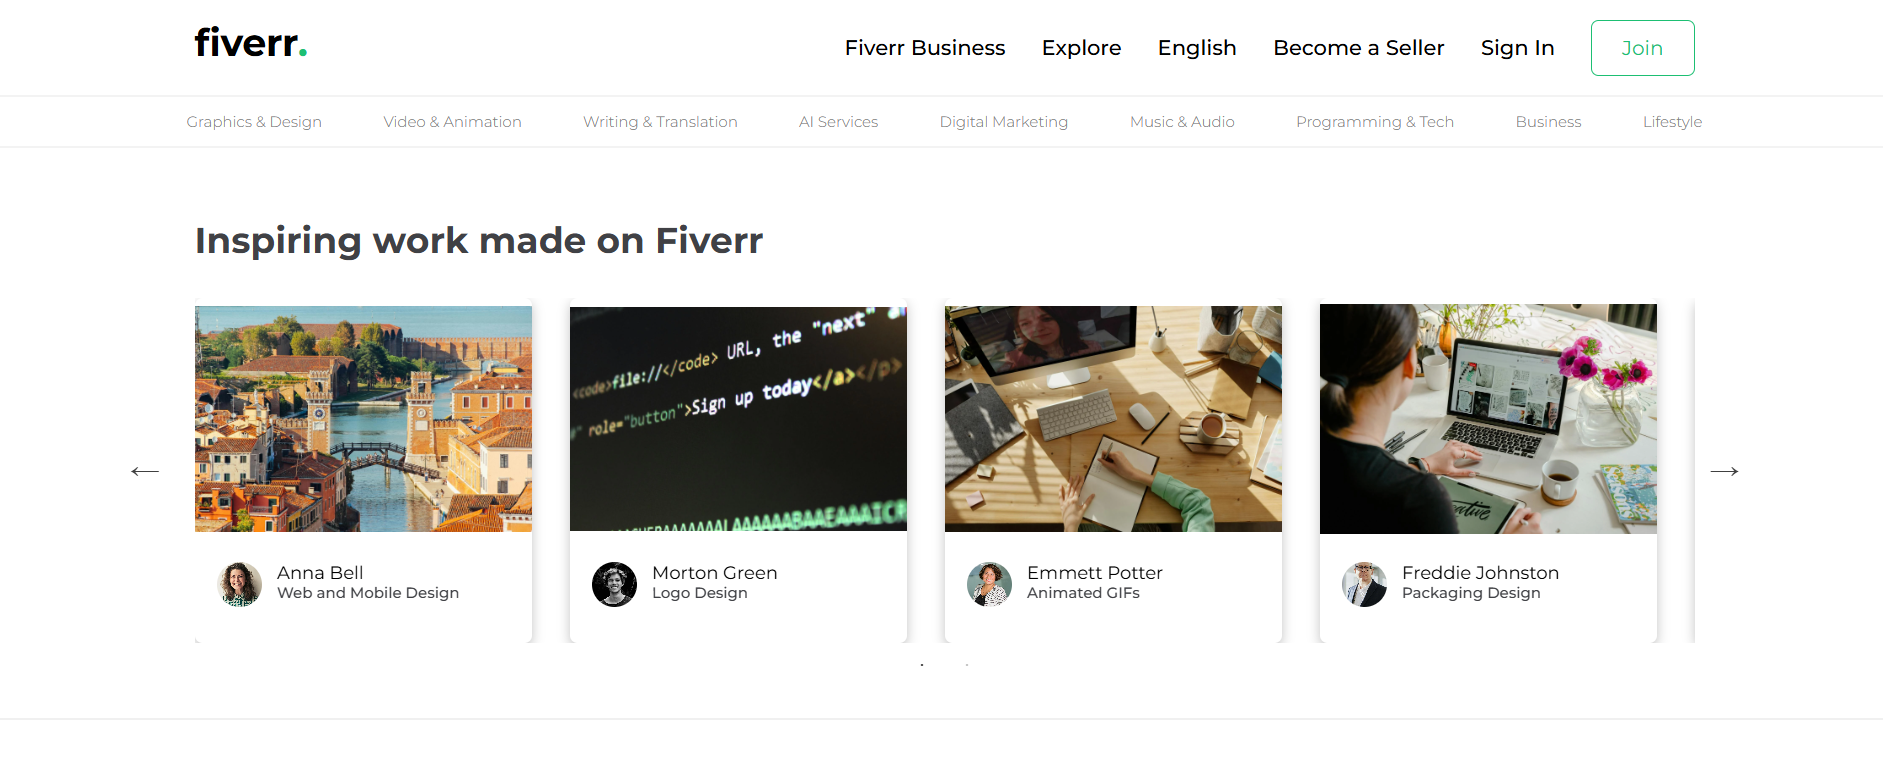 fiverr.
Fiverr Business Explore English Become a Seller Sign In Join
Graphics & Design Video & Animation Writing & Translation AI Services Digital Marketing Music & Audio Programming & Tech Business Lifestyle
Inspiring work made on Fiverr
<code>file://</code> URL, the "next"
role="button">Sign up today</a></p>
Anna Bell
Web and Mobile Design
Morton Green
Logo Design
Emmett Potter
Animated GIFs
Freddie Johnston
Packaging Design